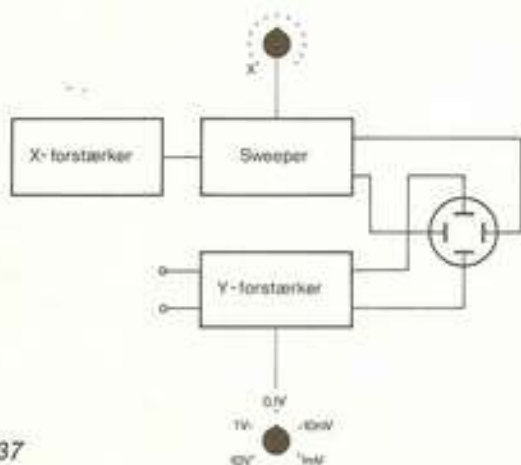 X
X-forstærker
Sweeper
Y-forstærker
0,1V
1V
10mV
10V
1mV
37